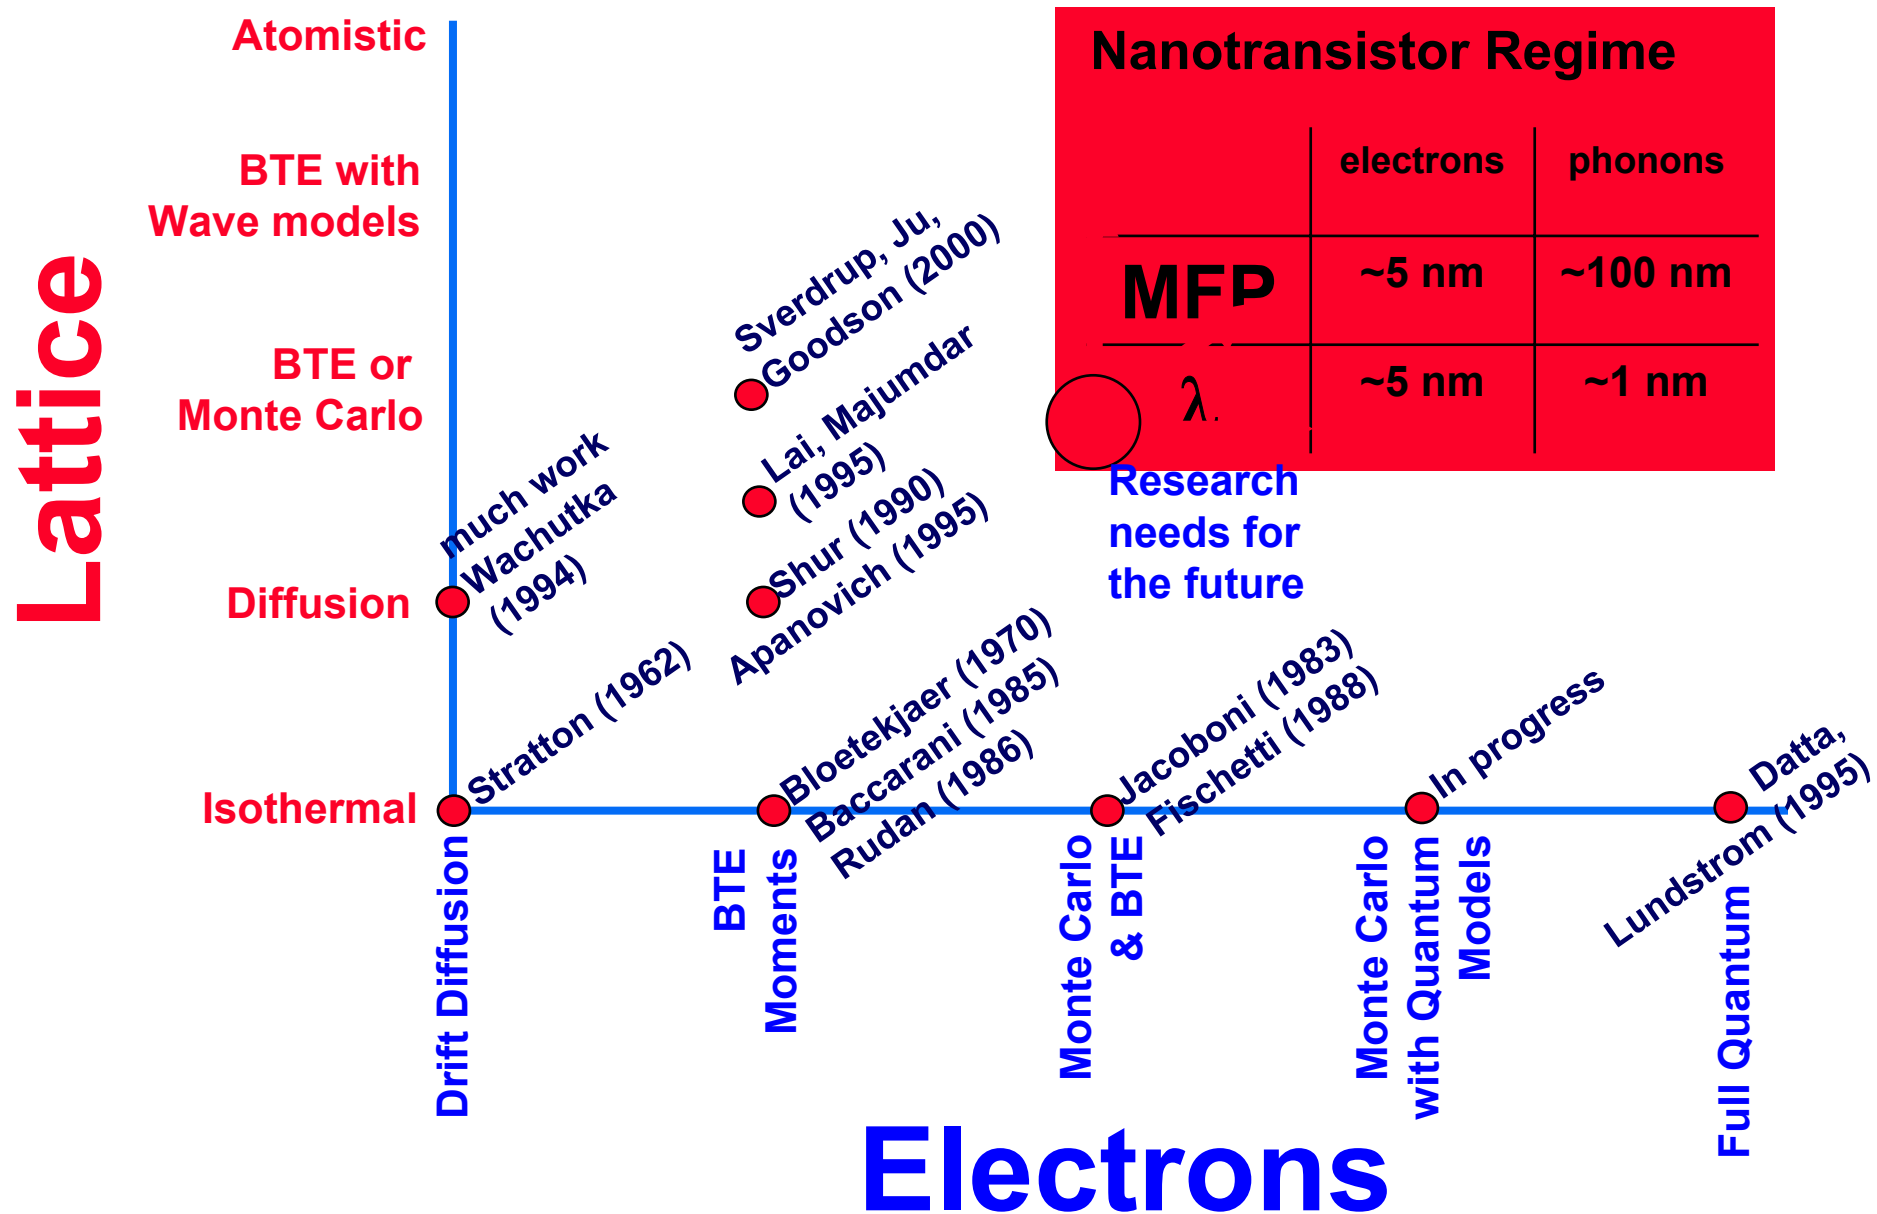 Atomistic
BTE with
Wave models
BTE or
Monte Carlo
Diffusion
Isothermal
Lattice
Nanotransistor Regime
electrons phonons
MFP ~5 nm ~100 nm
λ ~5 nm ~1 nm
Research
needs for
the future
Sverdrup, Ju,
Goodson (2000)
Lai, Majumdar
(1995)
Shur (1990)
Apanovich (1995)
much work
Wachutka
(1994)
Stratton (1962)
Bloetekjaer (1970)
Baccarani (1985)
Rudan (1986)
Jacoboni (1983)
Fischetti (1988)
In progress
Datta,
Lundstrom (1995)
Drift Diffusion
BTE
Moments
Monte Carlo
& BTE
Monte Carlo
with Quantum
Models
Full Quantum
Electrons